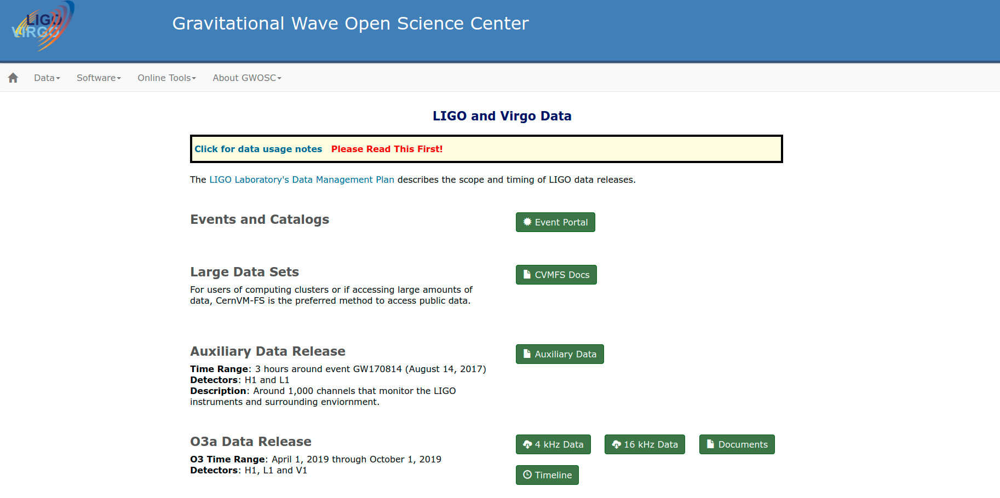 LIGO
VIRGO
Gravitational Wave Open Science Center
Data Software Online Tools About GWOSC
LIGO and Virgo Data
Click for data usage notes Please Read This First!
The LIGO Laboratory's Data Management Plan describes the scope and timing of LIGO data releases.
Events and Catalogs
Event Portal
Large Data Sets
CVMFS Docs
For users of computing clusters or if accessing large amounts of
data, CernVM-FS is the preferred method to access public data.
Auxiliary Data Release
Auxiliary Data
Time Range: 3 hours around event GW170814 (August 14, 2017)
Detectors: H1 and L1
Description: Around 1,000 channels that monitor the LIGO
instruments and surrounding enviornment.
O3a Data Release
4 kHz Data 16 kHz Data Documents
O3 Time Range: April 1, 2019 through October 1, 2019
Detectors: H1, L1 and V1
Timeline